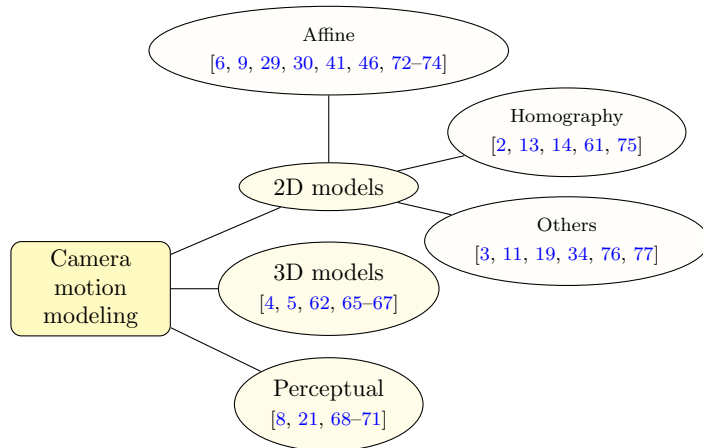 Affine
[6, 9, 29, 30, 41, 46, 72–74]
Homography
[2, 13, 14, 61, 75]
2D models
Others
[3, 11, 19, 34, 76, 77]
Camera
motion
modeling
3D models
[4, 5, 62, 65–67]
Perceptual
[8, 21, 68–71]